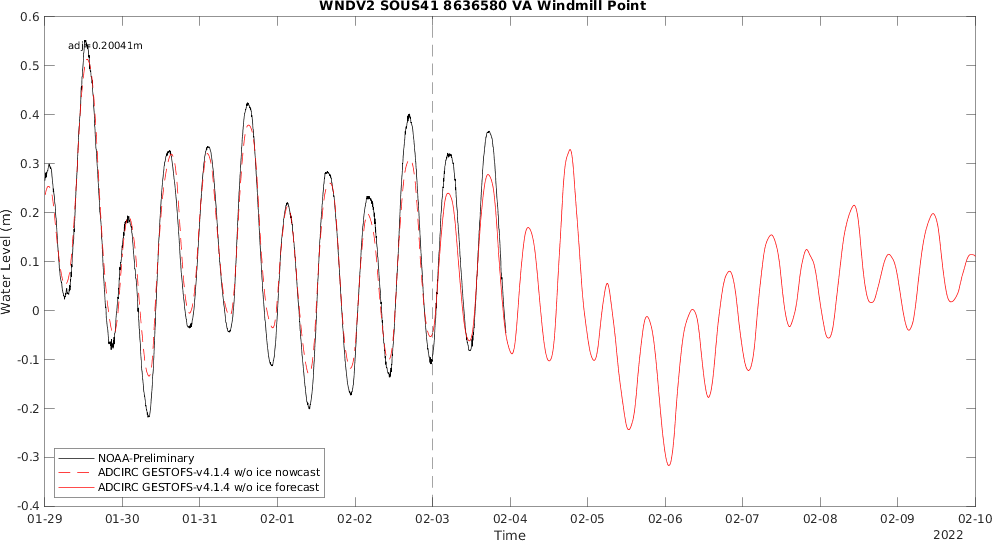 WNDV2 SOUS41 8636580 VA Windmill Point
0.6
0.5
0.4
0.3
0.2
0.1
0
-0.1
-0.2
-0.3
-0.4
Water Level (m)
adj=0.20041m
NOAA-Preliminary
ADCIRC GESTOFS-v4.1.4 w/o ice nowcast
ADCIRC GESTOFS-v4.1.4 w/o ice forecast
01-29 01-30 01-31 02-01 02-02 02-03 02-04 02-05 02-06 02-07 02-08 02-09 02-10
Time
2022